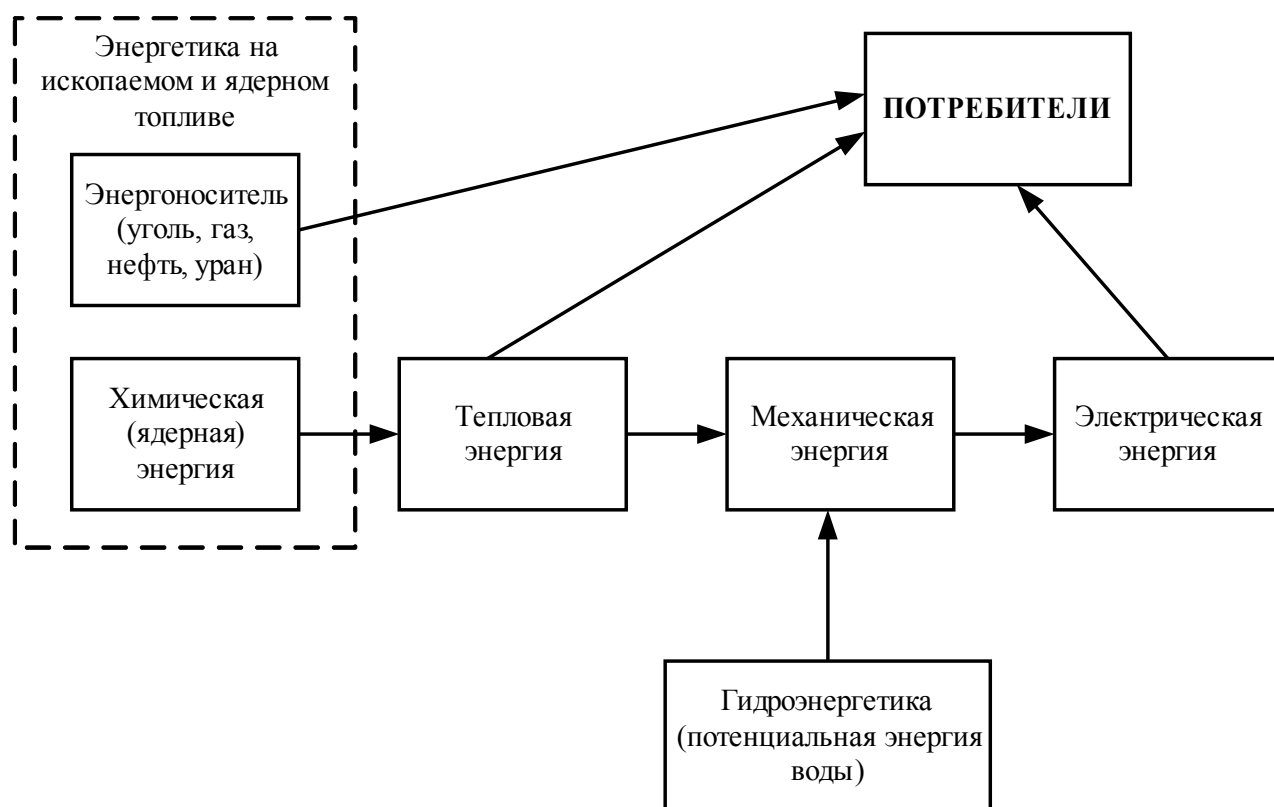 Энергетика на
ископаемом и ядерном
топливе
ПОТРЕБИТЕЛИ
Энергоноситель
(уголь, газ,
нефть, уран)
Химическая
(ядерная)
энергия
Тепловая
энергия
Механическая
энергия
Электрическая
энергия
Гидроэнергетика
(потенциальная энергия
воды)